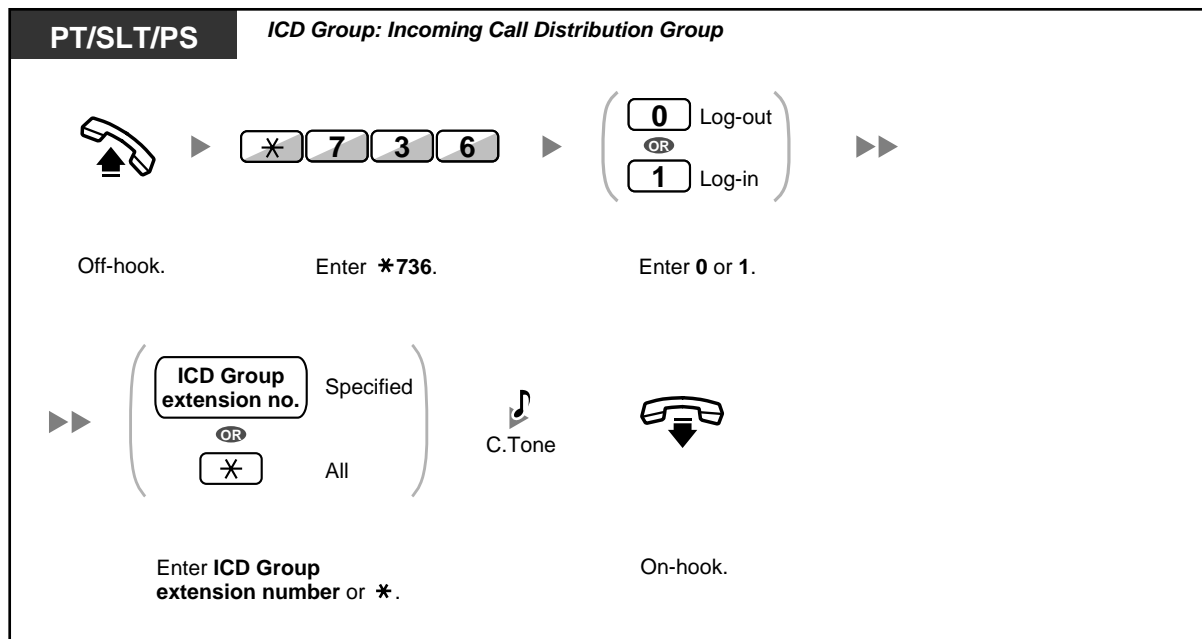 PT/SLT/PS
ICD Group: Incoming Call Distribution Group
* 7 3 6
0 Log-out
OR
1 Log-in
Off-hook.
Enter *736.
Enter 0 or 1.
ICD Group
extension no.
Specified
OR
* All
C.Tone
Enter ICD Group
extension number or *.
On-hook.